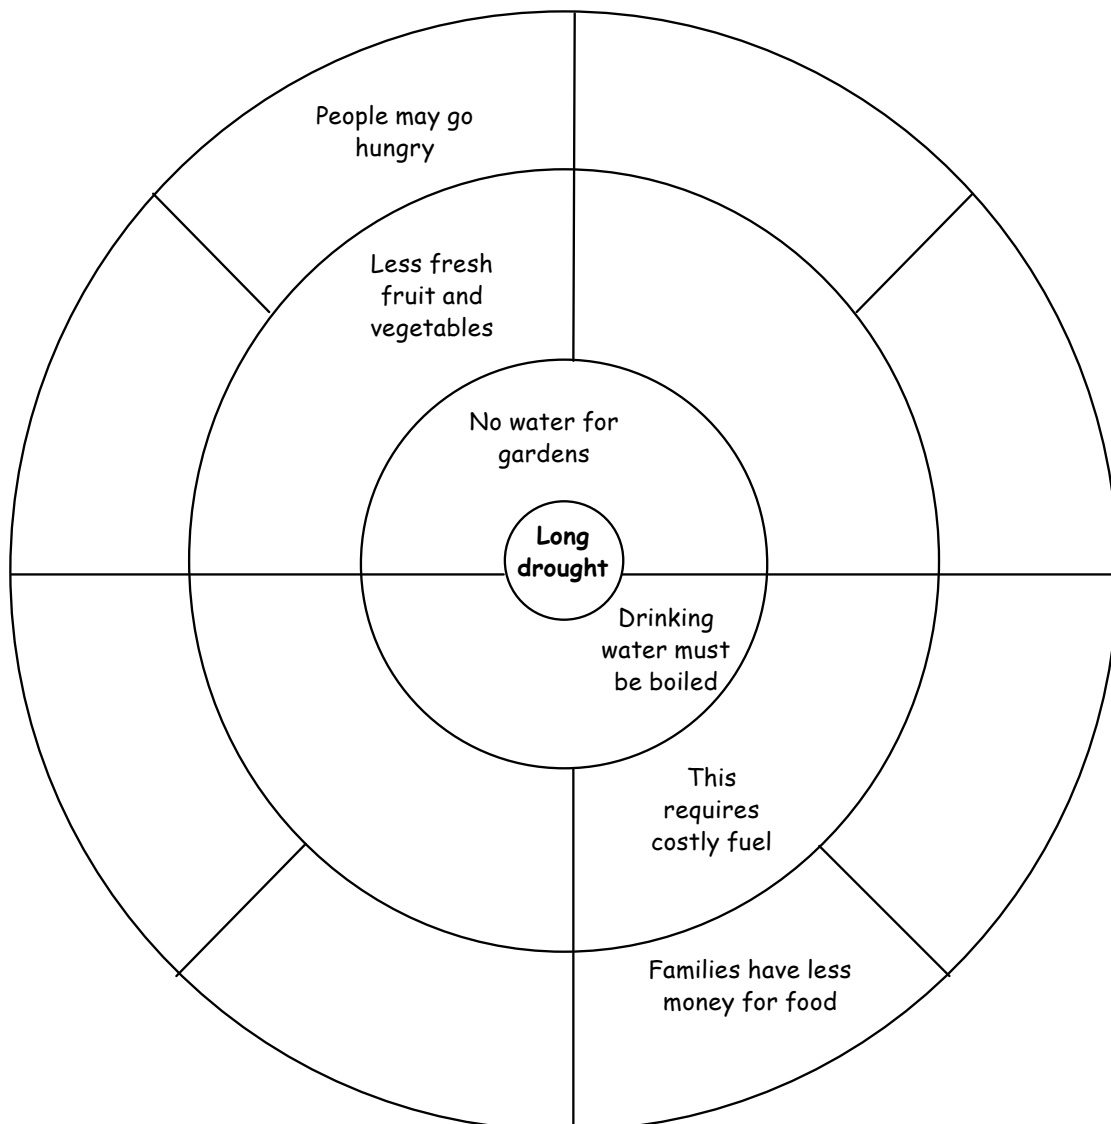 People may go
hungry
Less fresh
fruit and
vegetables
No water for
gardens
Long
drought
Drinking
water must
be boiled
This
requires
costly fuel
Families have less
money for food